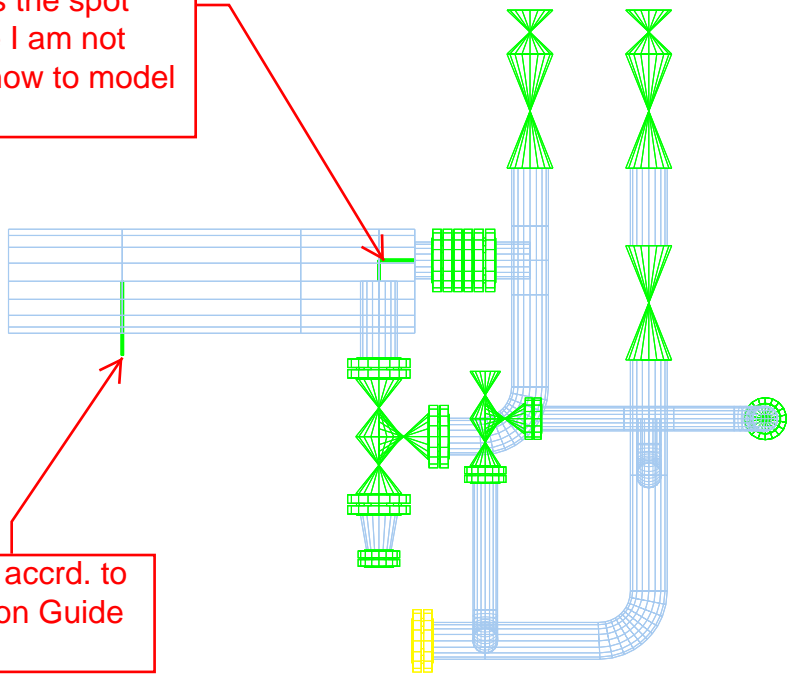 s the spot
I am not
now to model
accrd. to
on Guide